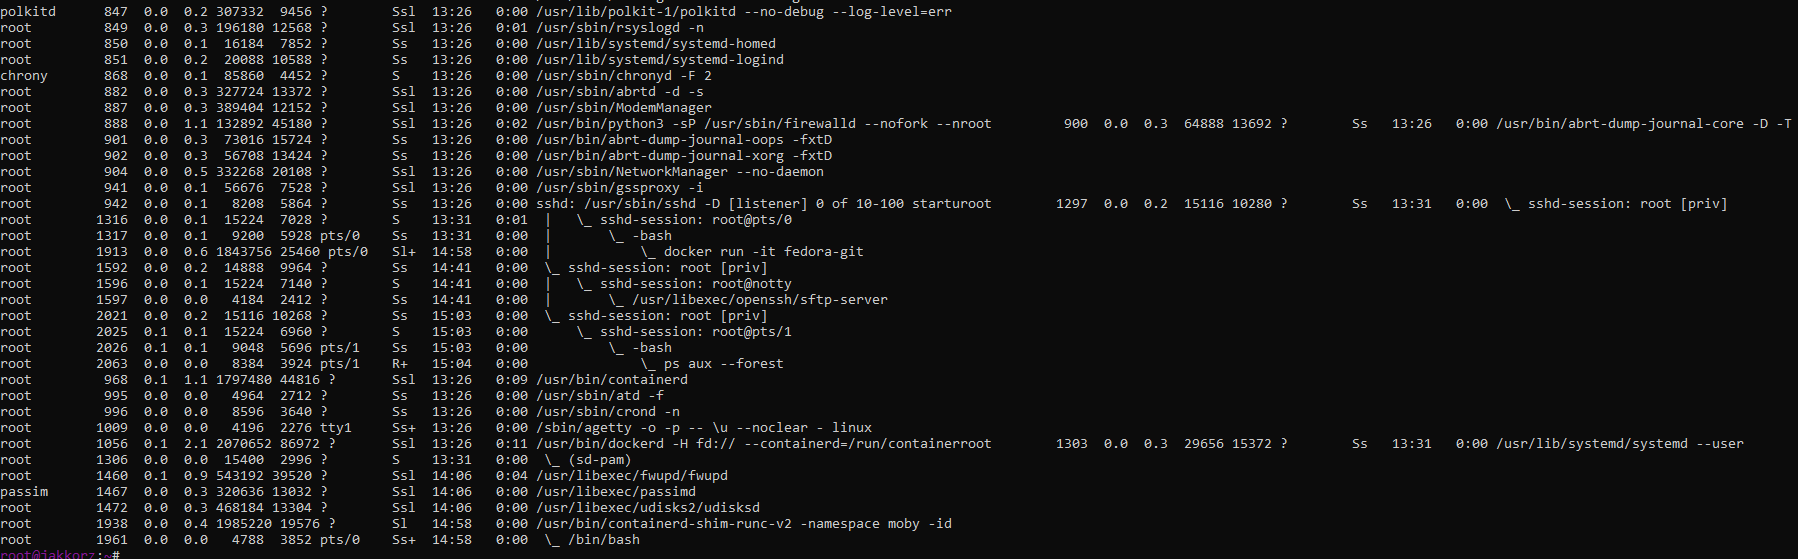 polkitd      847  0.0  0.2 307332  9456 ?        Ssl  13:26   0:00 /usr/lib/polkit-1/polkitd --no-debug --log-level=err
root         849  0.0  0.3 196180 12568 ?        Ssl  13:26   0:01 /usr/sbin/rsyslogd -n
root         850  0.0  0.1  16184  7852 ?        Ss   13:26   0:00 /usr/lib/systemd/systemd-homed
root         851  0.0  0.2  20088 10588 ?        Ss   13:26   0:00 /usr/lib/systemd/systemd-logind
chrony       868  0.0  0.1  85860  4452 ?        S    13:26   0:00 /usr/sbin/chronyd -F 2
root         882  0.0  0.3 327724 13372 ?        Ssl  13:26   0:00 /usr/sbin/abrtd -d -s
root         887  0.0  0.3 389404 12152 ?        Ssl  13:26   0:00 /usr/sbin/ModemManager
root         888  0.0  1.1 132892 45180 ?        Ssl  13:26   0:02 /usr/bin/python3 -sP /usr/sbin/firewalld --nofork --nroot         900  0.0  0.3  64888 13692 ?        Ss   13:26   0:00 /usr/bin/abrt-dump-journal-core -D -T
root         901  0.0  0.3  73016 15724 ?        Ss   13:26   0:00 /usr/bin/abrt-dump-journal-oops -fxtD
root         902  0.0  0.3  56708 13424 ?        Ss   13:26   0:00 /usr/bin/abrt-dump-journal-xorg -fxtD
root         904  0.0  0.5 332268 20108 ?        Ssl  13:26   0:00 /usr/sbin/NetworkManager --no-daemon
root         941  0.0  0.1  56676  7528 ?        Ssl  13:26   0:00 /usr/sbin/gssproxy -i
root         942  0.0  0.1   8208  5864 ?        Ss   13:26   0:00 sshd: /usr/sbin/sshd -D [listener] 0 of 10-100 starturoot        1297  0.0  0.2  15116 10280 ?        Ss   13:31   0:00  \_ sshd-session: root [priv]
root        1316  0.0  0.1  15224  7028 ?        S    13:31   0:01  |   \_ sshd-session: root@pts/0
root        1317  0.0  0.1   9200  5928 pts/0    Ss   13:31   0:00  |       \_ -bash
root        1913  0.0  0.6 1843756 25460 pts/0   Sl+  14:58   0:00  |           \_ docker run -it fedora-git
root        1592  0.0  0.2  14888  9964 ?        Ss   14:41   0:00  \_ sshd-session: root [priv]
root        1596  0.0  0.1  15224  7140 ?        S    14:41   0:00  |   \_ sshd-session: root@notty
root        1597  0.0  0.0   4184  2412 ?        Ss   14:41   0:00  |       \_ /usr/libexec/openssh/sftp-server
root        2021  0.0  0.2  15116 10268 ?        Ss   15:03   0:00  \_ sshd-session: root [priv]
root        2025  0.1  0.1  15224  6960 ?        S    15:03   0:00      \_ sshd-session: root@pts/1
root        2026  0.1  0.1   9048  5696 pts/1    Ss   15:03   0:00          \_ -bash
root        2063  0.0  0.0   8384  3924 pts/1    R+   15:04   0:00              \_ ps aux --forest
root         968  0.1  1.1 1797480 44816 ?       Ssl  13:26   0:09 /usr/bin/containerd
root         995  0.0  0.0   4964  2712 ?        Ss   13:26   0:00 /usr/sbin/atd -f
root         996  0.0  0.0   8596  3640 ?        Ss   13:26   0:00 /usr/sbin/crond -n
root        1009  0.0  0.0   4196  2276 tty1     Ss+  13:26   0:00 /sbin/agetty -o -p -- \u --noclear - linux
root        1056  0.1  2.1 2070652 86972 ?       Ssl  13:26   0:11 /usr/bin/dockerd -H fd:// --containerd=/run/containerroot        1303  0.0  0.3  29656 15372 ?        Ss   13:31   0:00 /usr/lib/systemd/systemd --user
root        1306  0.0  0.0  15400  2996 ?        S    13:31   0:00  \_ (sd-pam)
root        1460  0.1  0.9 543192 39520 ?        Ssl  14:06   0:04 /usr/libexec/fwupd/fwupd
passim      1467  0.0  0.3 320636 13032 ?        Ssl  14:06   0:00 /usr/libexec/passimd
root        1472  0.0  0.3 468184 13304 ?        Ssl  14:06   0:00 /usr/libexec/udisks2/udisksd
root        1938  0.0  0.4 1985220 19576 ?       Sl   14:58   0:00 /usr/bin/containerd-shim-runc-v2 -namespace moby -id
root        1961  0.0  0.0   4788  3852 pts/0    Ss+  14:58   0:00  \_ /bin/bash
root@jakkorz:~#